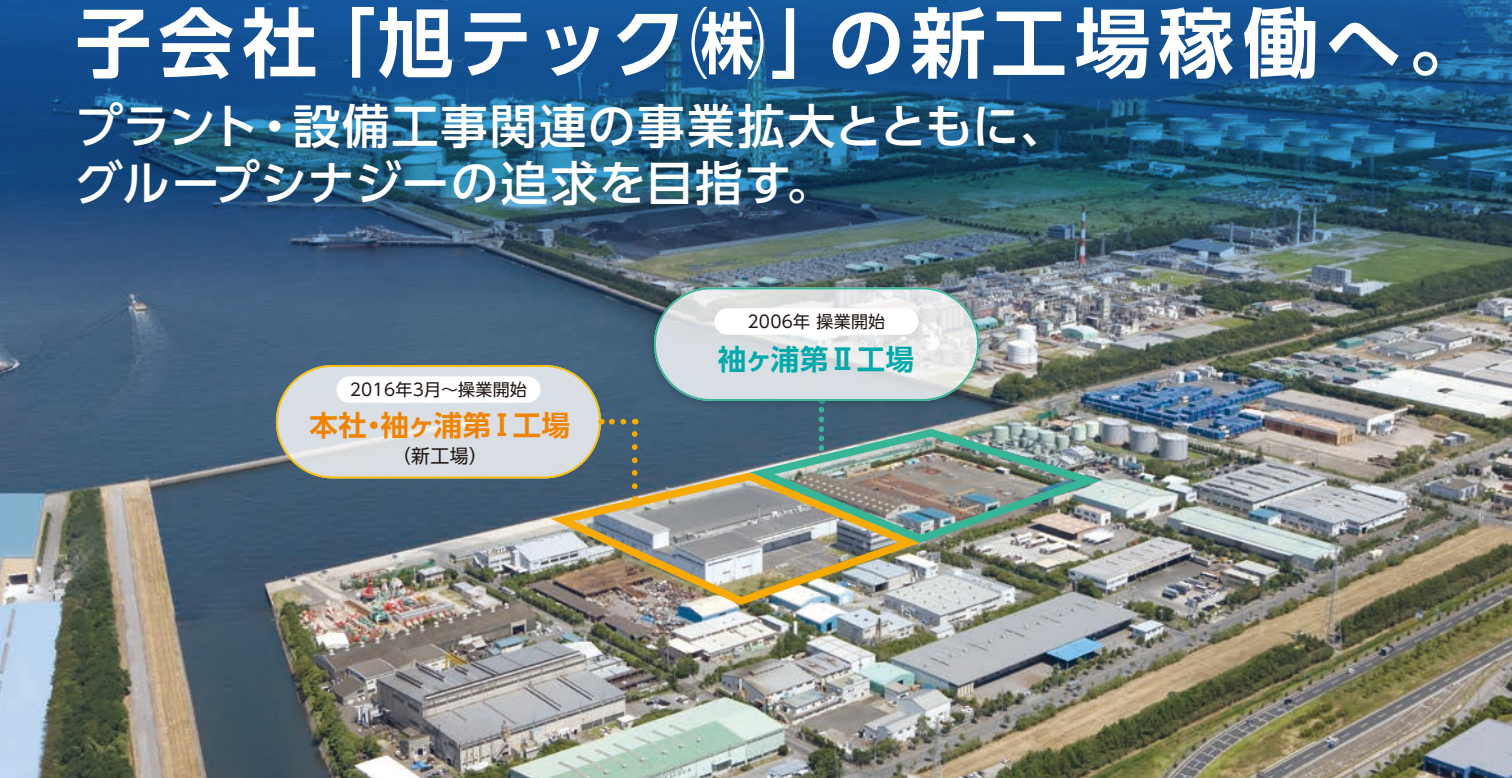 子会社「旭テック㈱」の新工場稼働へ。
プラント・設備工事関連の事業拡大とともに、
グループシナジーの追求を目指す。
2006年 操業開始
袖ヶ浦第Ⅱ工場
2016年3月〜操業開始
本社・袖ヶ浦第Ⅰ工場
（新工場）